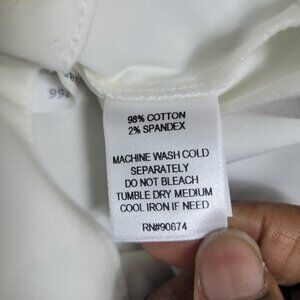 98% COTTON
2% SPANDEX
MACHINE WASH COLD
SEPARATELY
DO NOT BLEACH
TUMBLE DRY MEDIUM
COOL IRON IF NEED
RN#90674